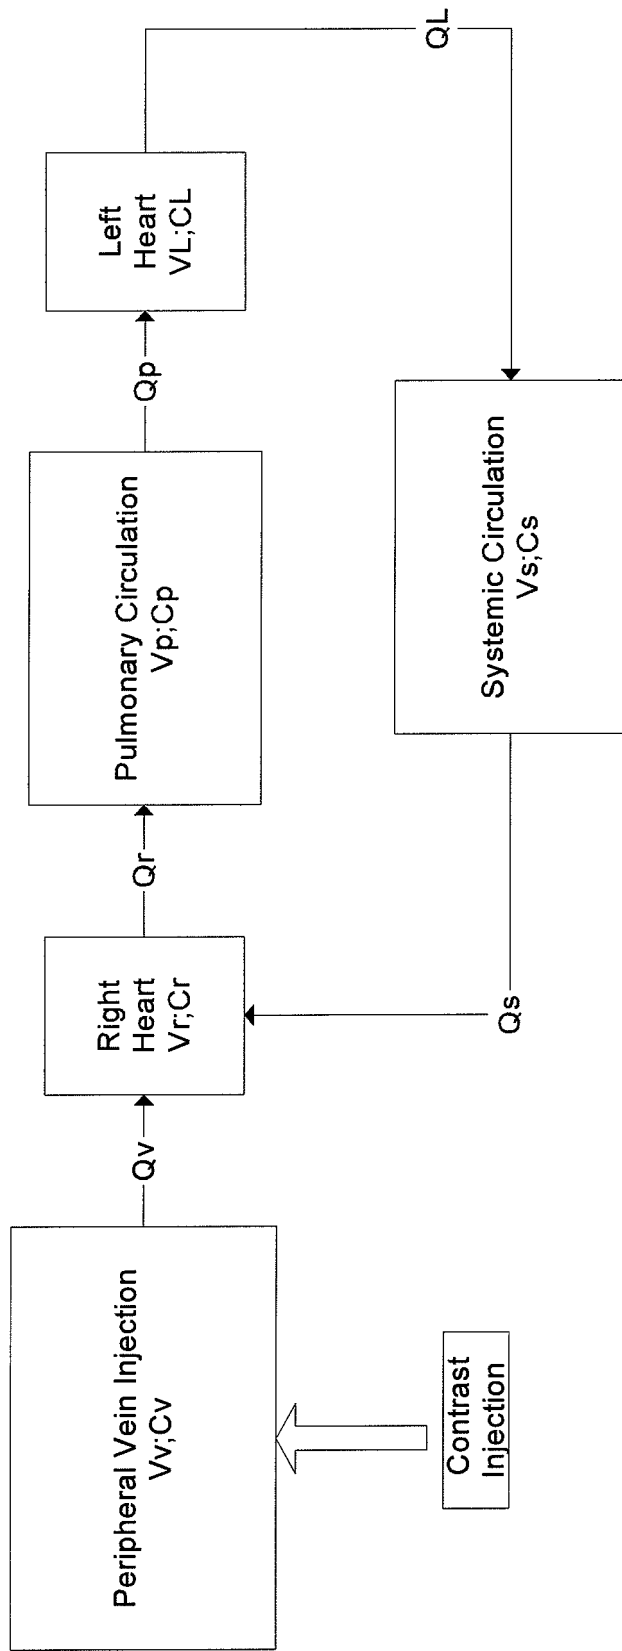 Peripheral Vein Injection
Vv;Cv
Contrast
Injection
Qv
Right
Heart
Vr;Cr
Qr
Pulmonary Circulation
Vp;Cp
Qp
Left
Heart
VL;CL
QL
Systemic Circulation
Vs;Cs
Qs